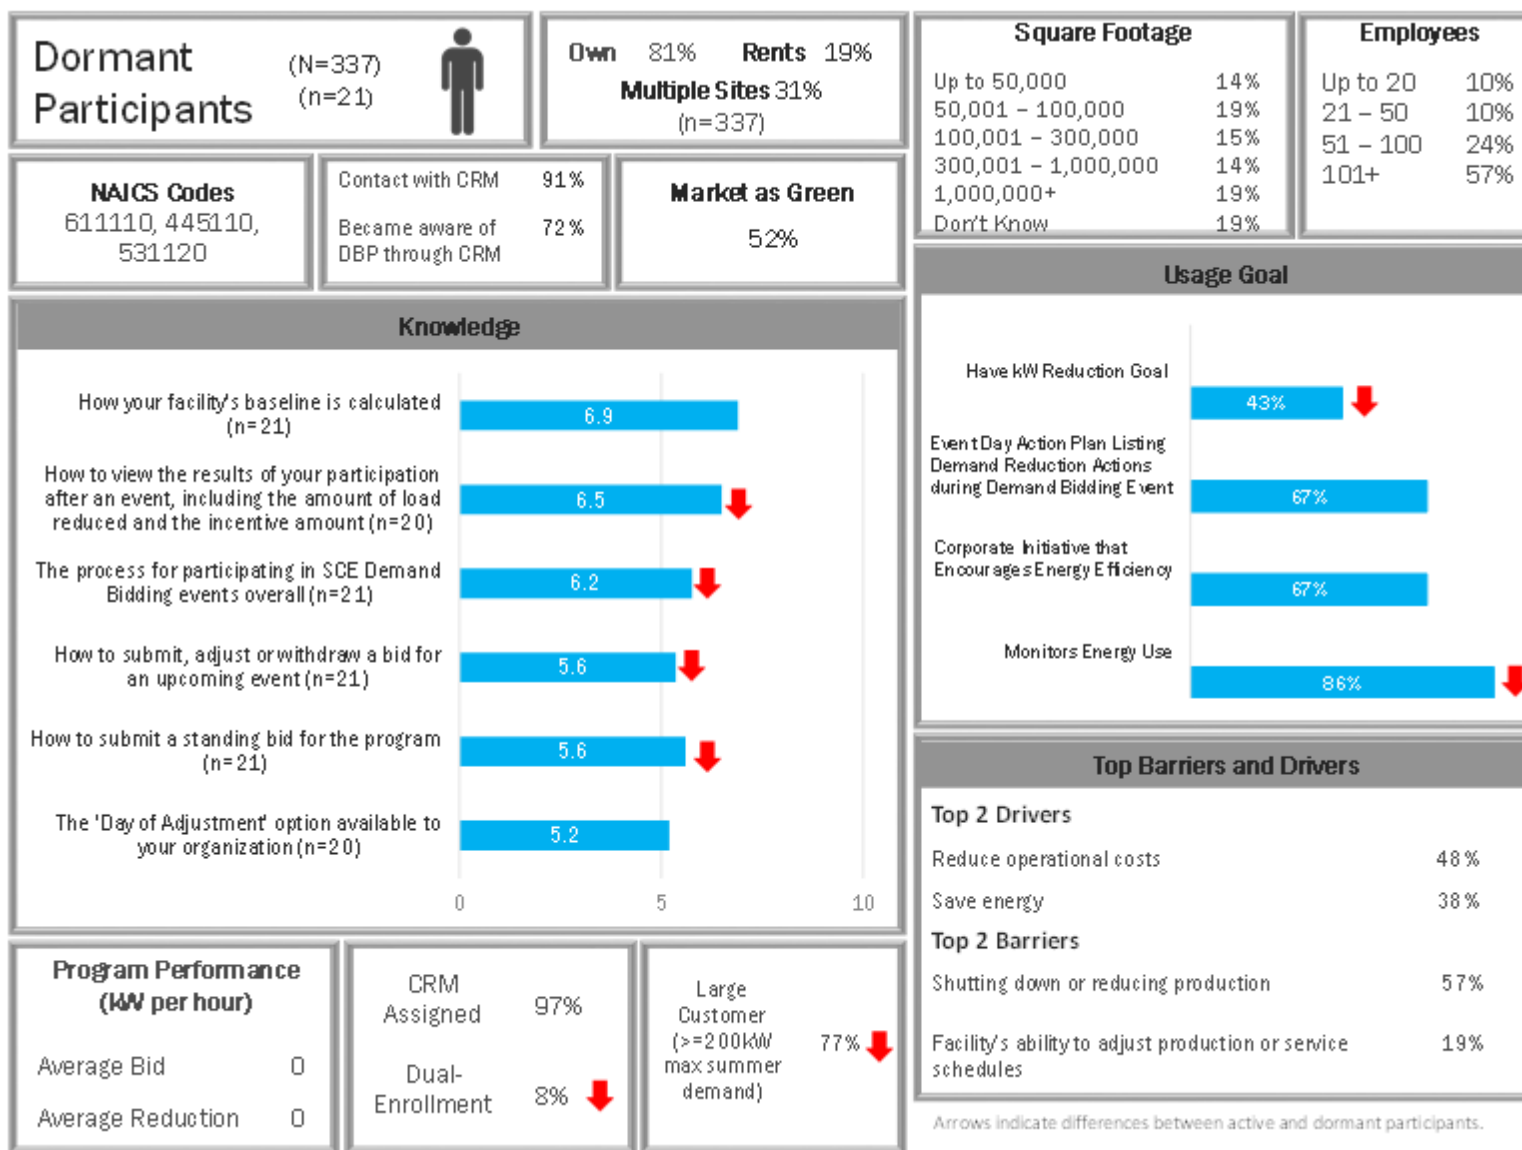 Dormant
Participants
(N=337)
(n=21)
Own 81% Rents 19%
Multiple Sites 31%
(n=337)
Square Footage
Up to 50,000 14%
50,001 – 100,000 19%
100,001 – 300,000 15%
300,001 – 1,000,000 14%
1,000,000+ 19%
Don't Know 19%
Employees
Up to 20 10%
21 – 50 10%
51 – 100 24%
101+ 57%
NAICS Codes
611110, 445110,
531120
Contact with CRM 91%
Became aware of 72%
DBP through CRM
Market as Green
52%
Knowledge
How your facility's baseline is calculated
(n=21)
6.9
How to view the results of your participation
after an event, including the amount of load
reduced and the incentive amount (n=20)
6.5
The process for participating in SCE Demand
Bidding events overall (n=21)
6.2
How to submit, adjust or withdraw a bid for
an upcoming event (n=21)
5.6
How to submit a standing bid for the program
(n=21)
5.6
The 'Day of Adjustment' option available to
your organization (n=20)
5.2
0 5 10
Usage Goal
Have kW Reduction Goal
43%
Event Day Action Plan Listing
Demand Reduction Actions
during Demand Bidding Event
67%
Corporate Initiative that
Encourages Energy Efficiency
67%
Monitors Energy Use
86%
Top Barriers and Drivers
Top 2 Drivers
Reduce operational costs 48%
Save energy 38%
Top 2 Barriers
Shutting down or reducing production 57%
Facility's ability to adjust production or service 19%
schedules
Program Performance
(kW per hour)
Average Bid 0
Average Reduction 0
CRM
Assigned
97%
Dual-
Enrollment
8%
Large
Customer
(>=200kW
max summer
demand)
77%
Arrows indicate differences between active and dormant participants.